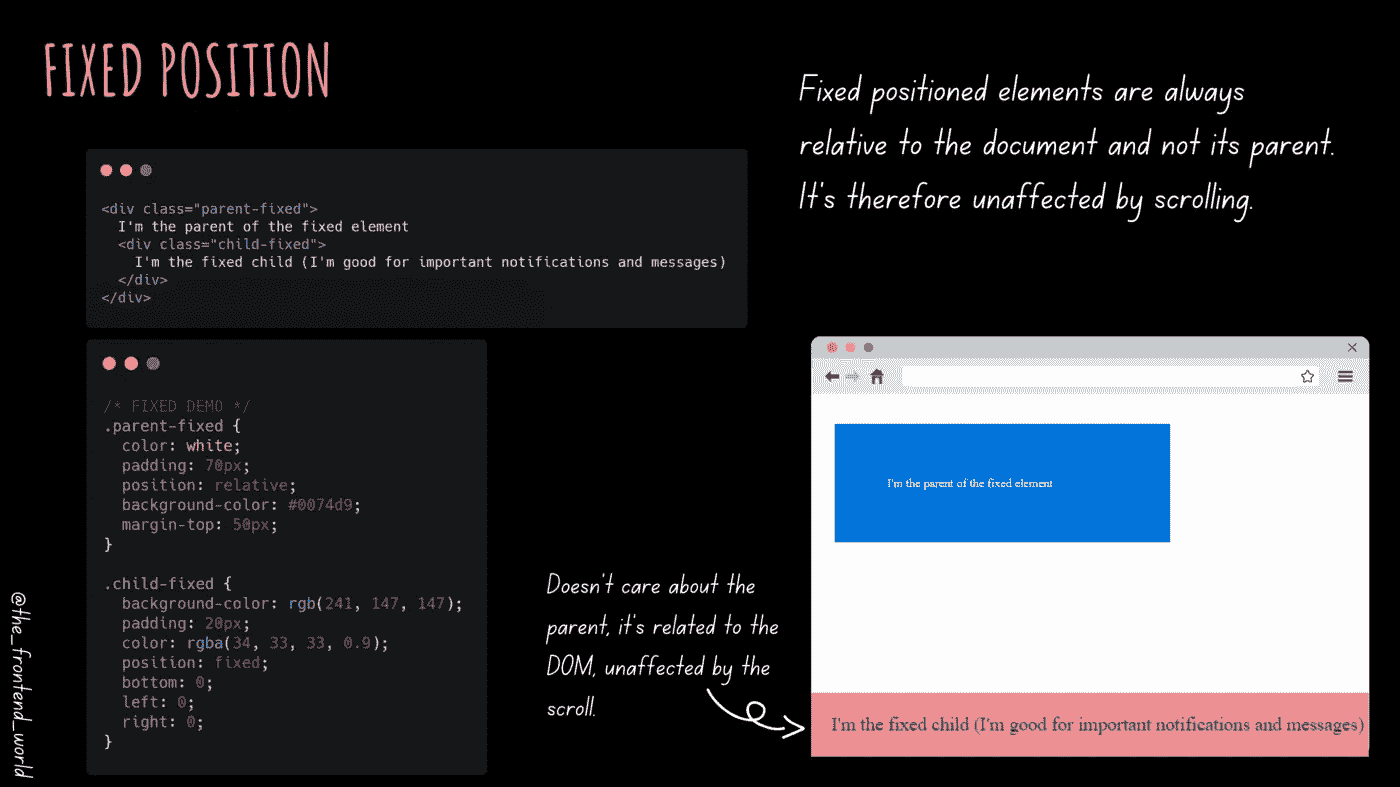 FIXED POSITION
Fixed positioned elements are always
relative to the document and not its parent.
It's therefore unaffected by scrolling.
<div class="parent-fixed">
I'm the parent of the fixed element
<div class="child-fixed">
I'm the fixed child (I'm good for important notifications and messages)
</div>
</div>
/* FIXED DEMO */
.parent-fixed {
color: white;
padding: 70px;
position: relative;
background-color: #0074d9;
margin-top: 50px;
}
.child-fixed {
background-color: rgb(241, 147, 147);
padding: 20px;
color: rgba(34, 33, 33, 0.9);
position: fixed;
bottom: 0;
left: 0;
right: 0;
}
Doesn't care about the
parent, it's related to the
DOM, unaffected by the
scroll.
I'm the parent of the fixed element
I'm the fixed child (I'm good for important notifications and messages)
@the_frontend_world